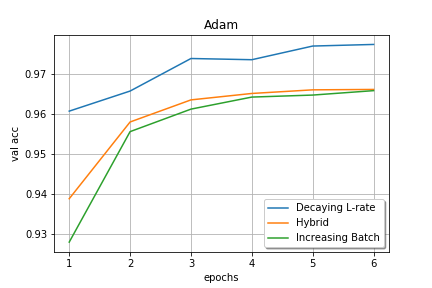 Adam
val acc
0.97
0.96
0.95
0.94
0.93
Decaying L-rate
Hybrid
Increasing Batch
1 2 3 4 5 6
epochs